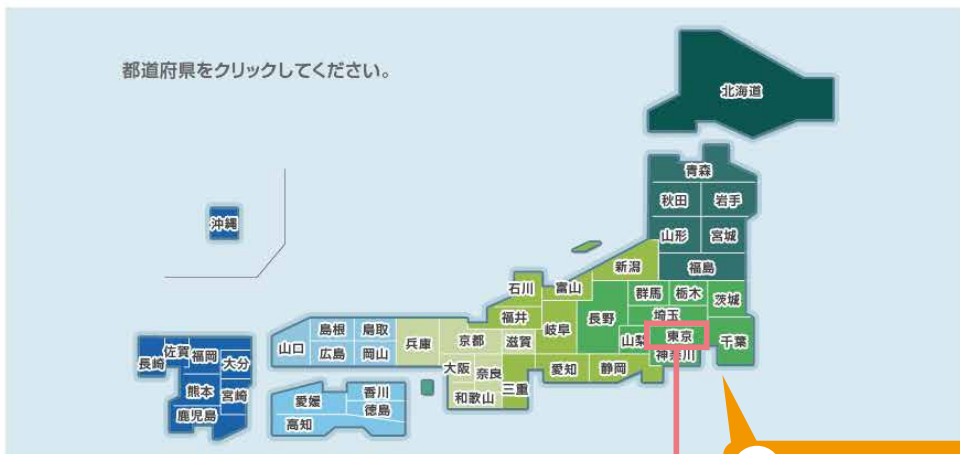 都道府県をクリックしてください。
北海道
青森
秋田
岩手
山形
宮城
福島
沖縄
新潟
石川
富山
福井
岐阜
長野
群馬
栃木
茨城
埼玉
山梨
東京
千葉
神奈川
愛知
静岡
島根
鳥取
山口
広島
岡山
兵庫
京都
滋賀
大阪
奈良
三重
和歌山
長崎
佐賀
福岡
大分
熊本
宮崎
鹿児島
愛媛
香川
徳島
高知